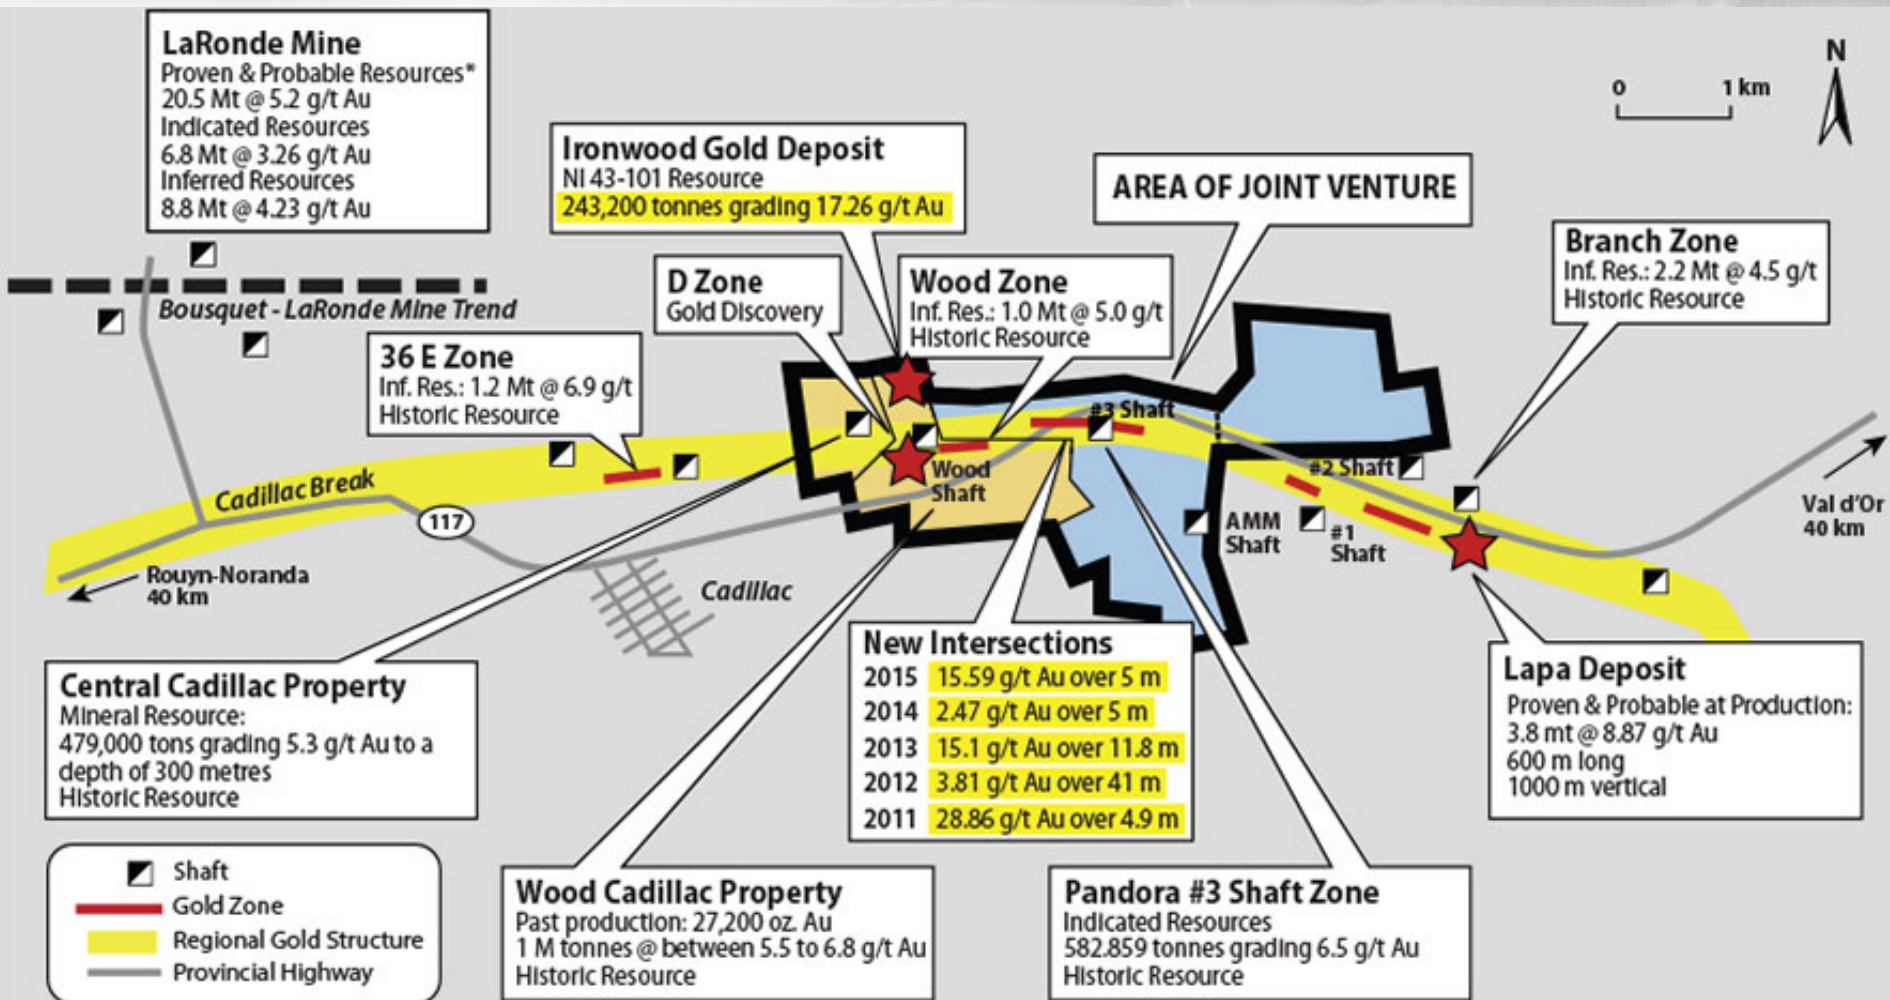 LaRonde Mine
Proven & Probable Resources*
20.5 Mt @ 5.2 g/t Au
Indicated Resources
6.8 Mt @ 3.26 g/t Au
Inferred Resources
8.8 Mt @ 4.23 g/t Au
Ironwood Gold Deposit
NI 43-101 Resource
243,200 tonnes grading 17.26 g/t Au
AREA OF JOINT VENTURE
0 1 km
N
Branch Zone
Inf. Res.: 2.2 Mt @ 4.5 g/t
Historic Resource
D Zone
Gold Discovery
Wood Zone
Inf. Res.: 1.0 Mt @ 5.0 g/t
Historic Resource
Bousquet - LaRonde Mine Trend
36 E Zone
Inf. Res.: 1.2 Mt @ 6.9 g/t
Historic Resource
#3 Shaft
Wood
Shaft
#2 Shaft
Cadillac Break
117
AMM
Shaft
#1
Shaft
Val d'Or
40 km
Rouyn-Noranda
40 km
Cadillac
Central Cadillac Property
Mineral Resource:
479,000 tons grading 5.3 g/t Au to a
depth of 300 metres
Historic Resource
New Intersections
2015 15.59 g/t Au over 5 m
2014 2.47 g/t Au over 5 m
2013 15.1 g/t Au over 11.8 m
2012 3.81 g/t Au over 41 m
2011 28.86 g/t Au over 4.9 m
Lapa Deposit
Proven & Probable at Production:
3.8 mt @ 8.87 g/t Au
600 m long
1000 m vertical
Shaft
Gold Zone
Regional Gold Structure
Provincial Highway
Wood Cadillac Property
Past production: 27,200 oz. Au
1 M tonnes @ between 5.5 to 6.8 g/t Au
Historic Resource
Pandora #3 Shaft Zone
Indicated Resources
582.859 tonnes grading 6.5 g/t Au
Historic Resource